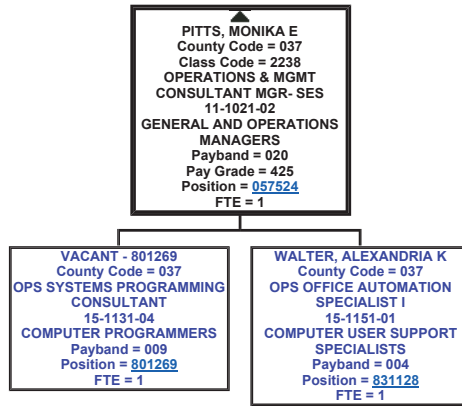 PITTS, MONIKA E
County Code = 037
Class Code = 2238
OPERATIONS & MGMT
CONSULTANT MGR- SES
11-1021-02
GENERAL AND OPERATIONS
MANAGERS
Payband = 020
Pay Grade = 425
Position = 057524
FTE = 1
VACANT - 801269
County Code = 037
OPS SYSTEMS PROGRAMMING
CONSULTANT
15-1131-04
COMPUTER PROGRAMMERS
Payband = 009
Position = 801269
FTE = 1
WALTER, ALEXANDRIA K
County Code = 037
OPS OFFICE AUTOMATION
SPECIALIST I
15-1151-01
COMPUTER USER SUPPORT
SPECIALISTS
Payband = 004
Position = 831128
FTE = 1